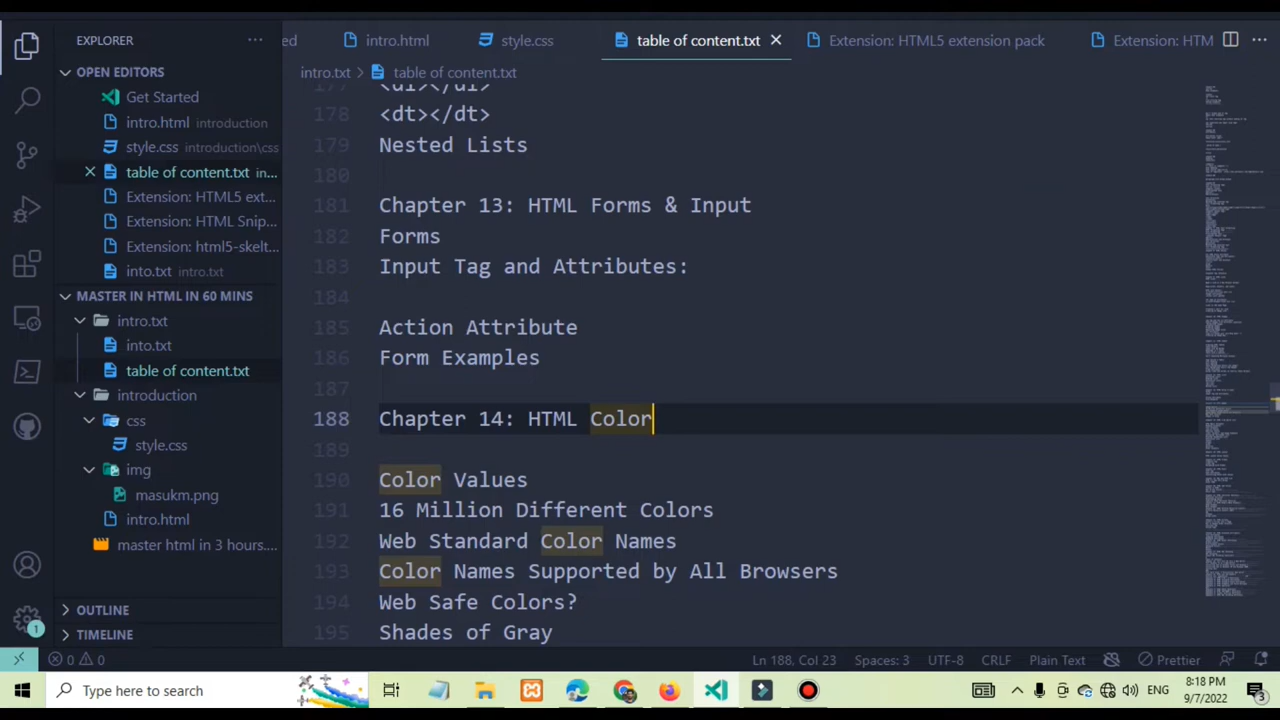 EXPLORER
ed
intro.html
style.css
table of content.txt
Extension: HTML5 extension pack
Extension: HTM
OPEN EDITORS
intro.txt
table of content.txt
Get Started
intro.html introduction
style.css introduction\css
table of content.txt in...
Extension: HTML5 ext...
Extension: HTML Snip...
Extension: html5-skelt...
into.txt intro.txt
MASTER IN HTML IN 60 MINS
intro.txt
into.txt
table of content.txt
introduction
css
style.css
img
masukm.png
intro.html
master html in 3 hours....
OUTLINE
TIMELINE
178 <dt></dt>
179 Nested Lists
180
181 Chapter 13: HTML Forms & Input
182 Forms
183 Input Tag and Attributes:
184
185 Action Attribute
186 Form Examples
187
188 Chapter 14: HTML Color
189
190 Color Values
191 16 Million Different Colors
192 Web Standard Color Names
193 Color Names Supported by All Browsers
194 Web Safe Colors?
195 Shades of Gray
1
0 0
Ln 188, Col 23
Spaces: 3
UTF-8
CRLF
Plain Text
Prettier
Type here to search
ENG
8:18 PM
9/7/2022
3